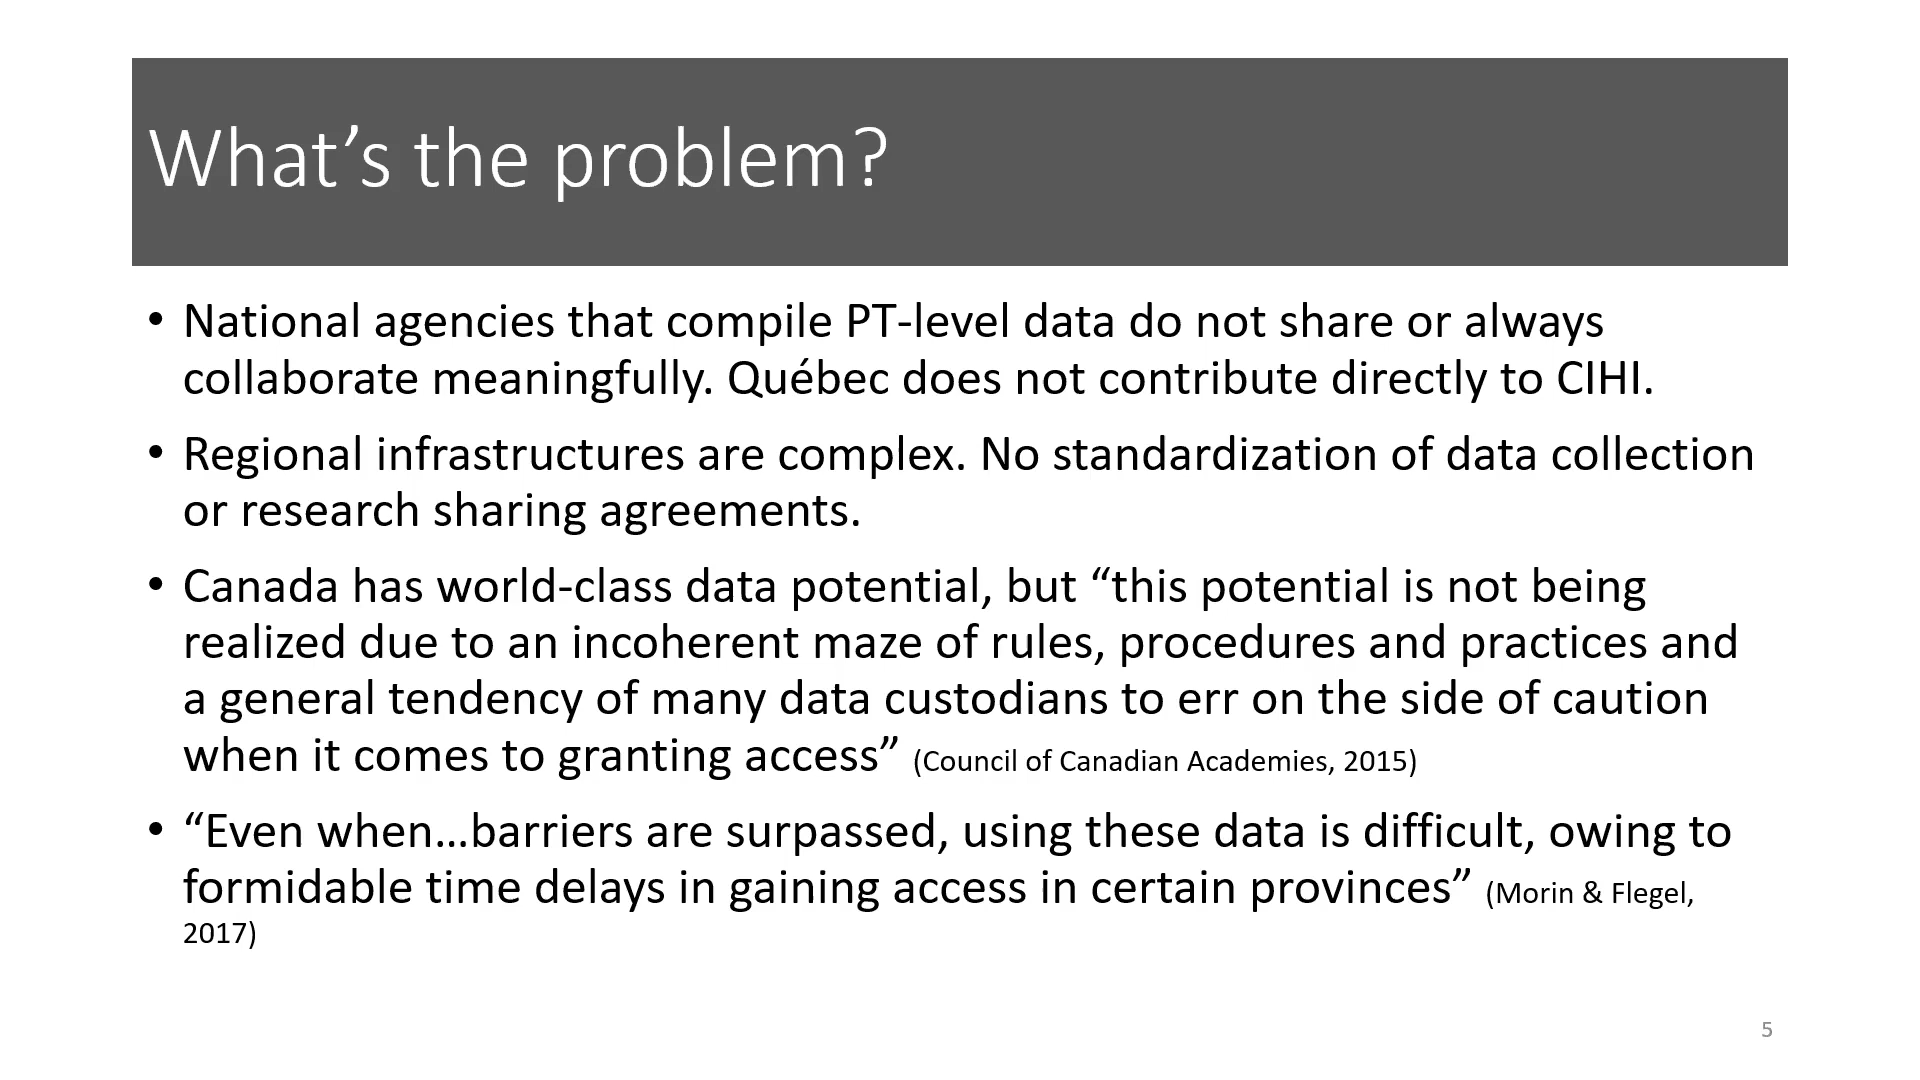 What’s the problem?
• National agencies that compile PT-level data do not share or always
collaborate meaningfully. Québec does not contribute directly to CIHI.
• Regional infrastructures are complex. No standardization of data collection
or research sharing agreements.
• Canada has world-class data potential, but “this potential is not being
realized due to an incoherent maze of rules, procedures and practices and
a general tendency of many data custodians to err on the side of caution
when it comes to granting access” (Council of Canadian Academies, 2015)
• “Even when…barriers are surpassed, using these data is difficult, owing to
formidable time delays in gaining access in certain provinces” (Morin & Flegel,
2017)
5